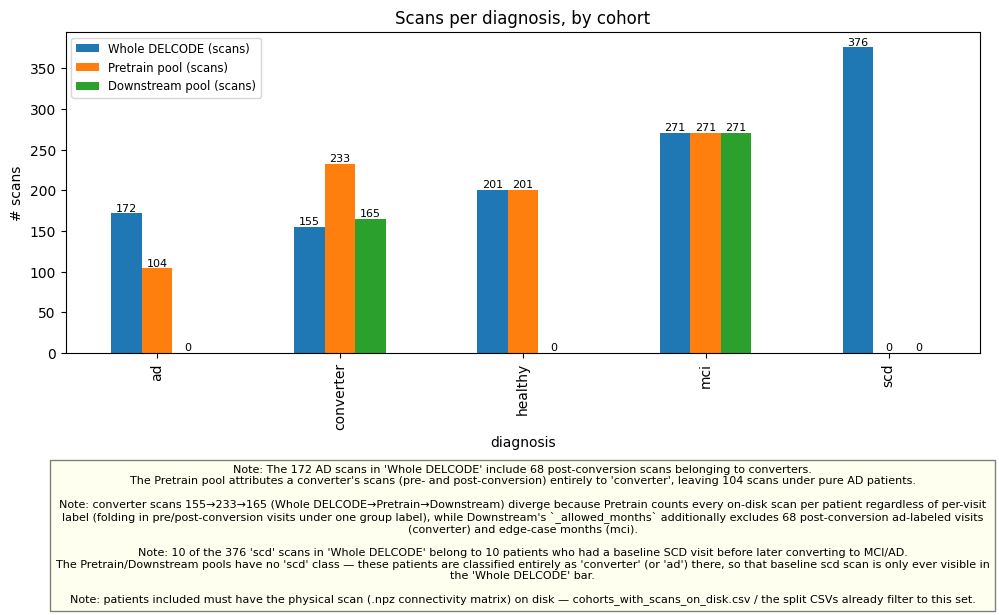 Scans per diagnosis, by cohort
Whole DELCODE (scans)
Pretrain pool (scans)
Downstream pool (scans)
# scans
350
300
250
200
150
100
50
0
172
104
0
155
233
165
201
201
0
271
271
271
376
0
0
ad
converter
healthy
mci
scd
diagnosis
Note: The 172 AD scans in 'Whole DELCODE' include 68 post-conversion scans belonging to converters.
The Pretrain pool attributes a converter's scans (pre- and post-conversion) entirely to 'converter', leaving 104 scans under pure AD patients.
Note: converter scans 155→233→165 (Whole DELCODE→Pretrain→Downstream) diverge because Pretrain counts every on-disk scan per patient regardless of per-visit
label (folding in pre/post-conversion visits under one group label), while Downstream's `_allowed_months` additionally excludes 68 post-conversion ad-labeled visits
(converter) and edge-case months (mci).
Note: 10 of the 376 'scd' scans in 'Whole DELCODE' belong to 10 patients who had a baseline SCD visit before later converting to MCI/AD.
The Pretrain/Downstream pools have no 'scd' class — these patients are classified entirely as 'converter' (or 'ad') there, so that baseline scd scan is only ever visible in
the 'Whole DELCODE' bar.
Note: patients included must have the physical scan (.npz connectivity matrix) on disk — cohorts_with_scans_on_disk.csv / the split CSVs already filter to this set.